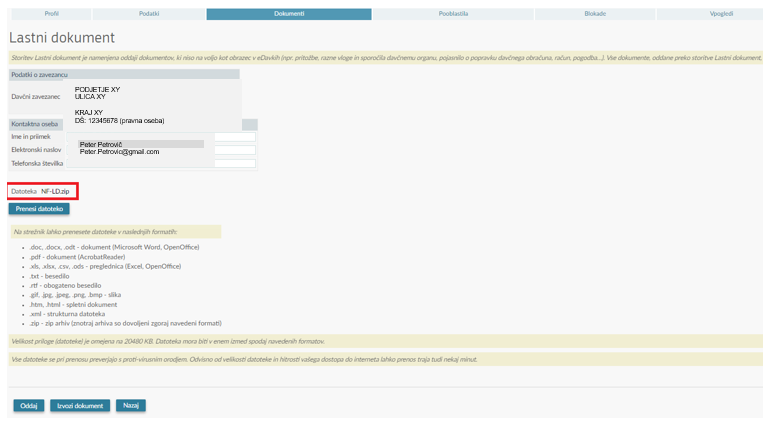 Profil Podatki Dokumenti Pooblastila Blokade Vpogledi
Lastni dokument
Storitev Lastni dokument je namenjena oddaji dokumentov, ki niso na voljo kot obrazec v eDavkih (npr. pritožbe, razne vloge in sporočila davčnemu organu, pojasnilo o popravku davčnega obračuna, račun, pogodba...). Vse dokumente, oddane preko storitve Lastni dokument,
Podatki o zavezancu
PODJETJE XY
Davčni zavezanec ULICA XY
KRAJ XY
DŠ: 12345678 (pravna oseba)
Kontaktna oseba
Ime in priimek
Peter Petrovič
Elektronski naslov Peter.Petrovic@gmail.com
Telefonska številka
Datoteka NF-LD.zip
Prenesi datoteko
Na strežnik lahko prenesete datoteke v naslednjih formatih:
• .doc, .docx, .odt - dokument (Microsoft Word, OpenOffice)
• .pdf - dokument (AcrobatReader)
• .xls, .xlsx, .csv, .ods - preglednica (Excel, OpenOffice)
• .txt - besedilo
• .rtf - obogateno besedilo
• .gif, .jpg, .jpeg, .png, .bmp - slika
• .htm, .html - spletni dokument
• .xml - strukturna datoteka
• .zip - zip arhiv (znotraj arhiva so dovoljeni zgoraj navedeni formati)
Velikost priloge (datoteke) je omejena na 20480 KB. Datoteka mora biti v enem izmed spodaj navedenih formatov.
Vse datoteke se pri prenosu preverjajo s proti-virusnim orodjem. Odvisno od velikosti datoteke in hitrosti vašega dostopa do interneta lahko prenos traja tudi nekaj minut.
Oddaj Izvozi dokument Nazaj